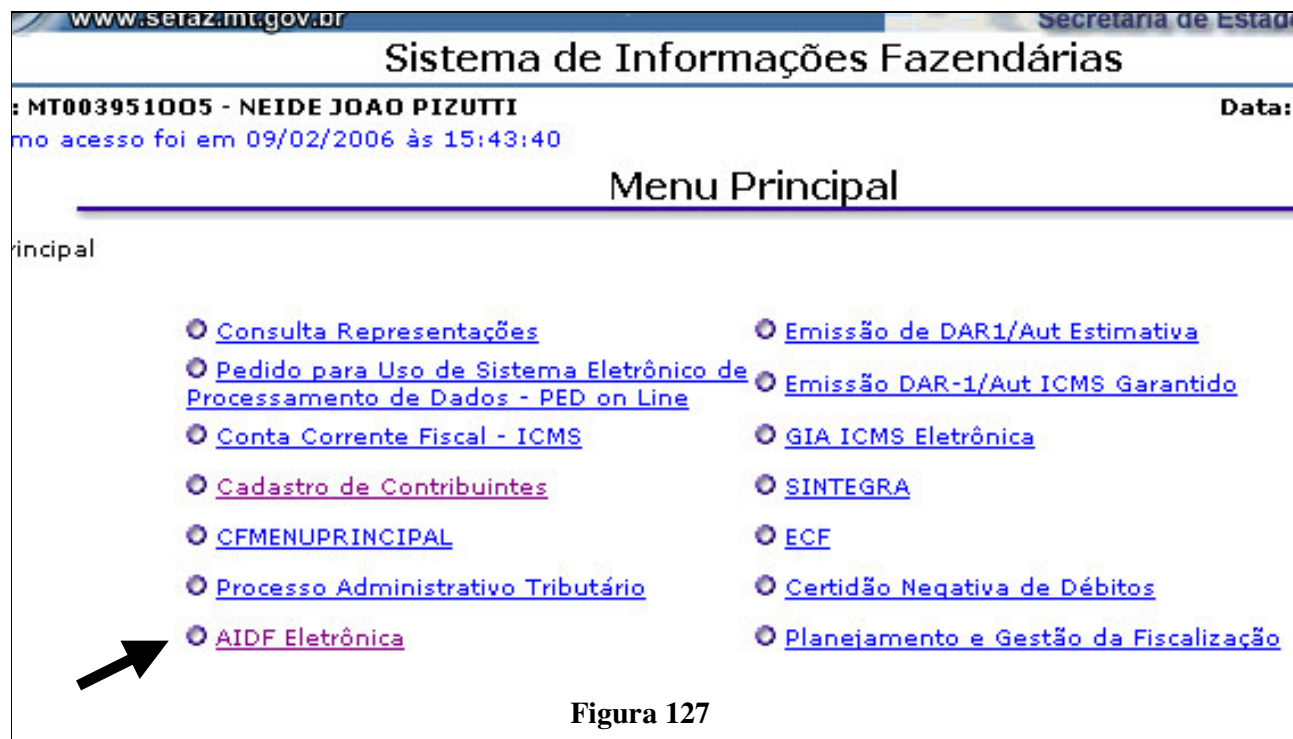 www.sefaz.mt.gov.br
Secretaria de Estado
Sistema de Informações Fazendárias
: MT003951OO5 - NEIDE JOAO PIZUTTI
Data:
mo acesso foi em 09/02/2006 às 15:43:40
Menu Principal
rincipal
Consulta Representações
Pedido para Uso de Sistema Eletrônico de
Processamento de Dados - PED on Line
Conta Corrente Fiscal - ICMS
Cadastro de Contribuintes
CFMENUPRINCIPAL
Processo Administrativo Tributário
AIDF Eletrônica
Emissão de DAR1/Aut Estimativa
Emissão DAR-1/Aut ICMS Garantido
GIA ICMS Eletrônica
SINTEGRA
ECF
Certidão Negativa de Débitos
Planejamento e Gestão da Fiscalização
Figura 127